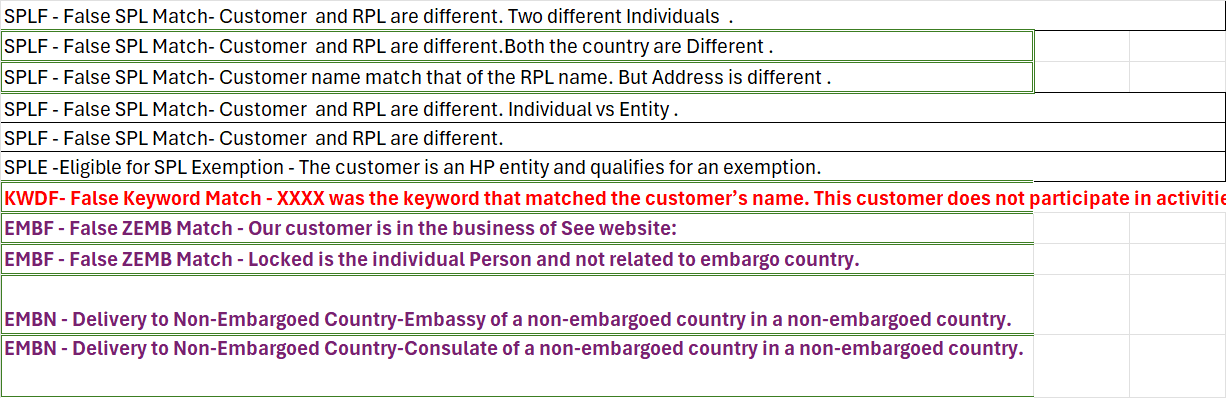 SPLF - False SPL Match- Customer  and RPL are different. Two different Individuals  .
SPLF - False SPL Match- Customer  and RPL are different.Both the country are Different .
SPLF - False SPL Match- Customer name match that of the RPL name. But Address is different .
SPLF - False SPL Match- Customer  and RPL are different. Individual vs Entity .
SPLF - False SPL Match- Customer  and RPL are different.
SPLE -Eligible for SPL Exemption - The customer is an HP entity and qualifies for an exemption.
KWDF- False Keyword Match - XXXX was the keyword that matched the customer’s name. This customer does not participate in activitie
EMBF - False ZEMB Match - Our customer is in the business of See website:
EMBF - False ZEMB Match - Locked is the individual Person and not related to embargo country.
EMBN - Delivery to Non-Embargoed Country-Embassy of a non-embargoed country in a non-embargoed country.
EMBN - Delivery to Non-Embargoed Country-Consulate of a non-embargoed country in a non-embargoed country.